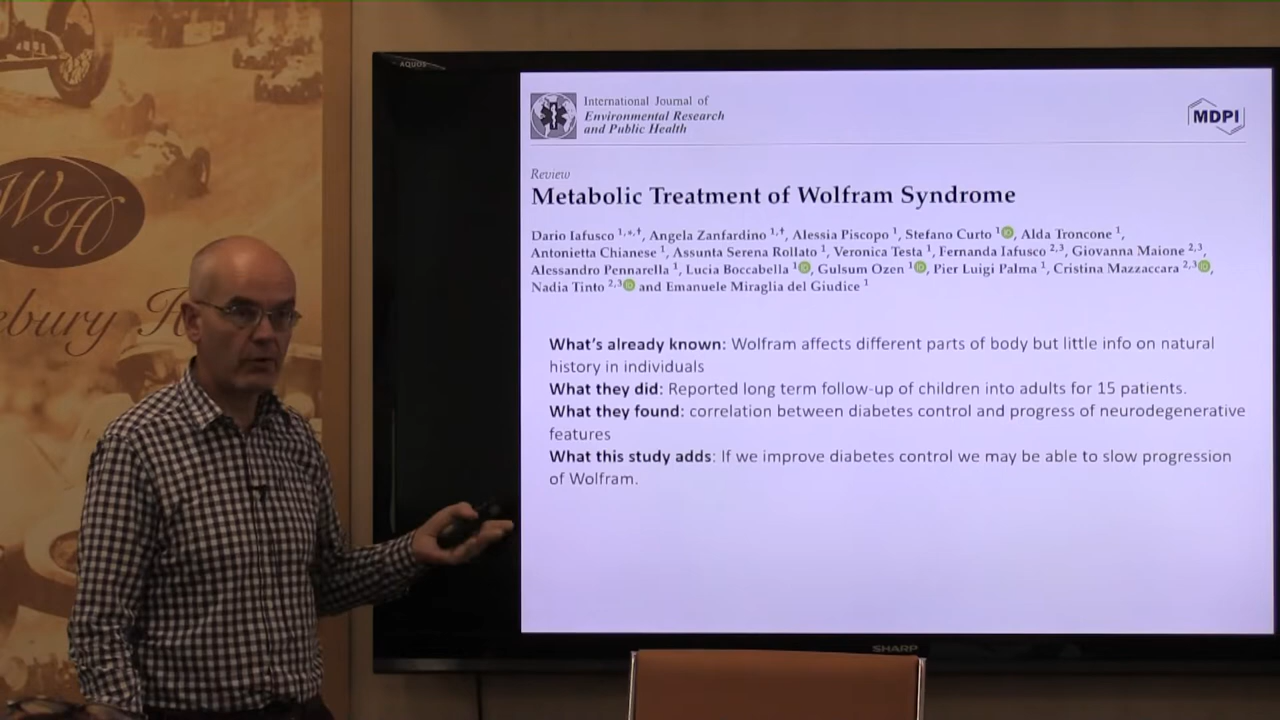 AQUOS
International Journal of
Environmental Research
and Public Health
MDPI
Review
Metabolic Treatment of Wolfram Syndrome
Dario Iafusco 1,*,†, Angela Zanfardino 1,†, Alessia Piscopo 1, Stefano Curto 1, Alda Troncone 1,
Antonietta Chianese 1, Assunta Serena Rollato 1, Veronica Testa 1, Fernanda Iafusco 2,3, Giovanna Maione 2,3,
Alessandro Pennarella 1, Lucia Boccabella 1, Gulsum Ozen 1, Pier Luigi Palma 1, Cristina Mazzaccara 2,3,
Nadia Tinto 2,3 and Emanuele Miraglia del Giudice 1
What's already known: Wolfram affects different parts of body but little info on natural
history in individuals
What they did: Reported long term follow-up of children into adults for 15 patients.
What they found: correlation between diabetes control and progress of neurodegenerative
features
What this study adds: If we improve diabetes control we may be able to slow progression
of Wolfram.
SHARP
WH
ebury H